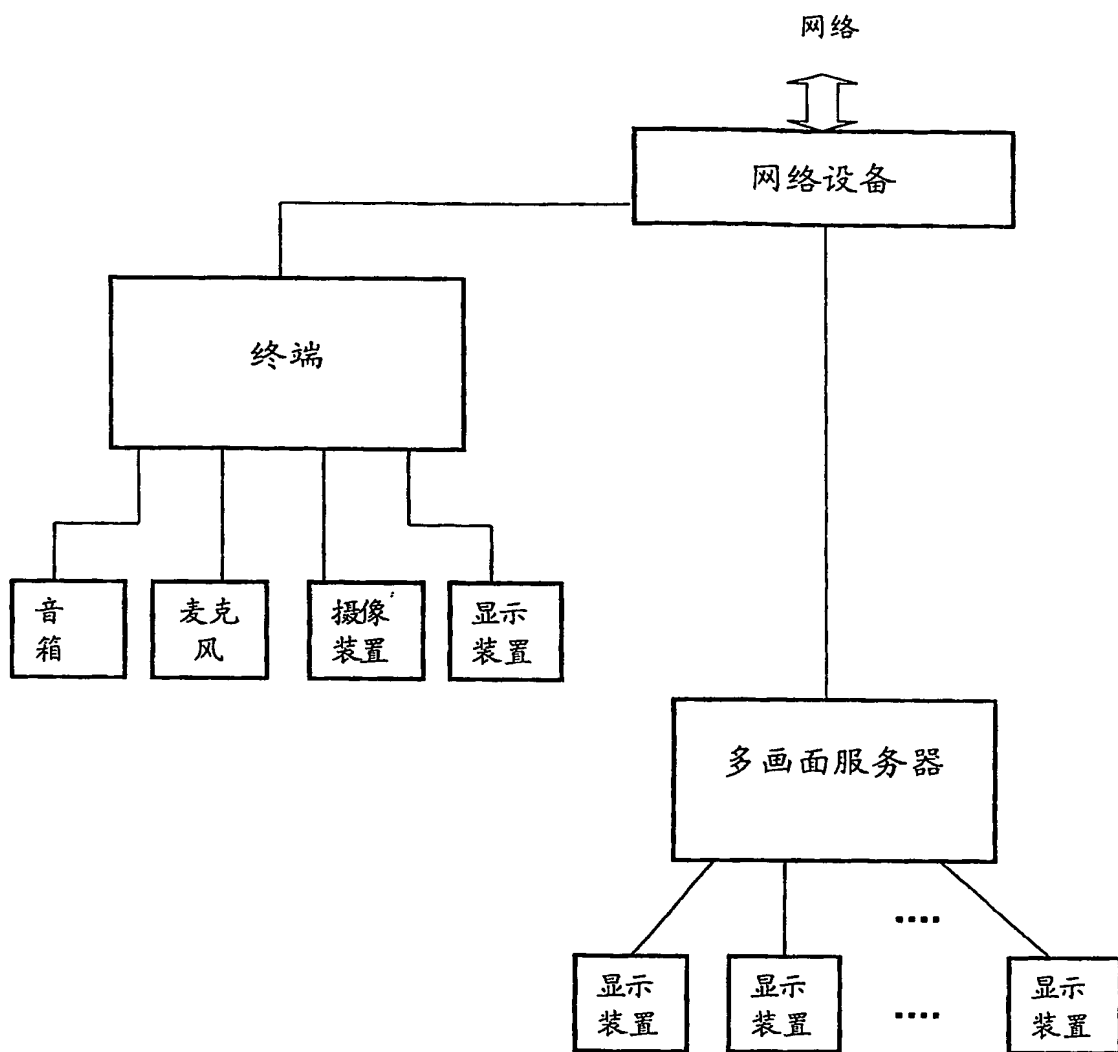 网络
网络设备
终端
音
箱
麦克
风
摄像
装置
显示
装置
多画面服务器
....
显示
装置
显示
装置
....
显示
装置